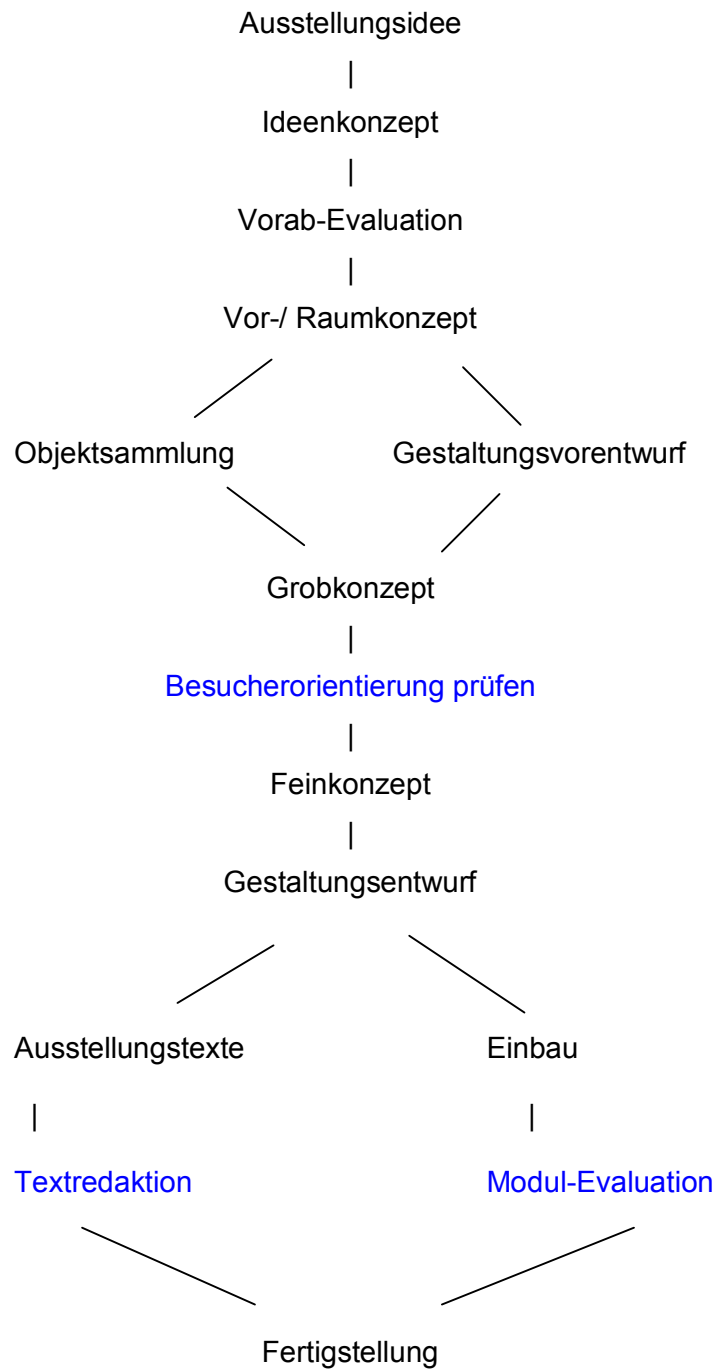 Ausstellungsidee
|
Ideenkonzept
|
Vorab-Evaluation
|
Vor-/ Raumkonzept
Objektsammlung Gestaltungsvorentwurf
Grobkonzept
|
Besucherorientierung prüfen
|
Feinkonzept
|
Gestaltungsentwurf
Ausstellungstexte Einbau
| |
Textredaktion Modul-Evaluation
Fertigstellung